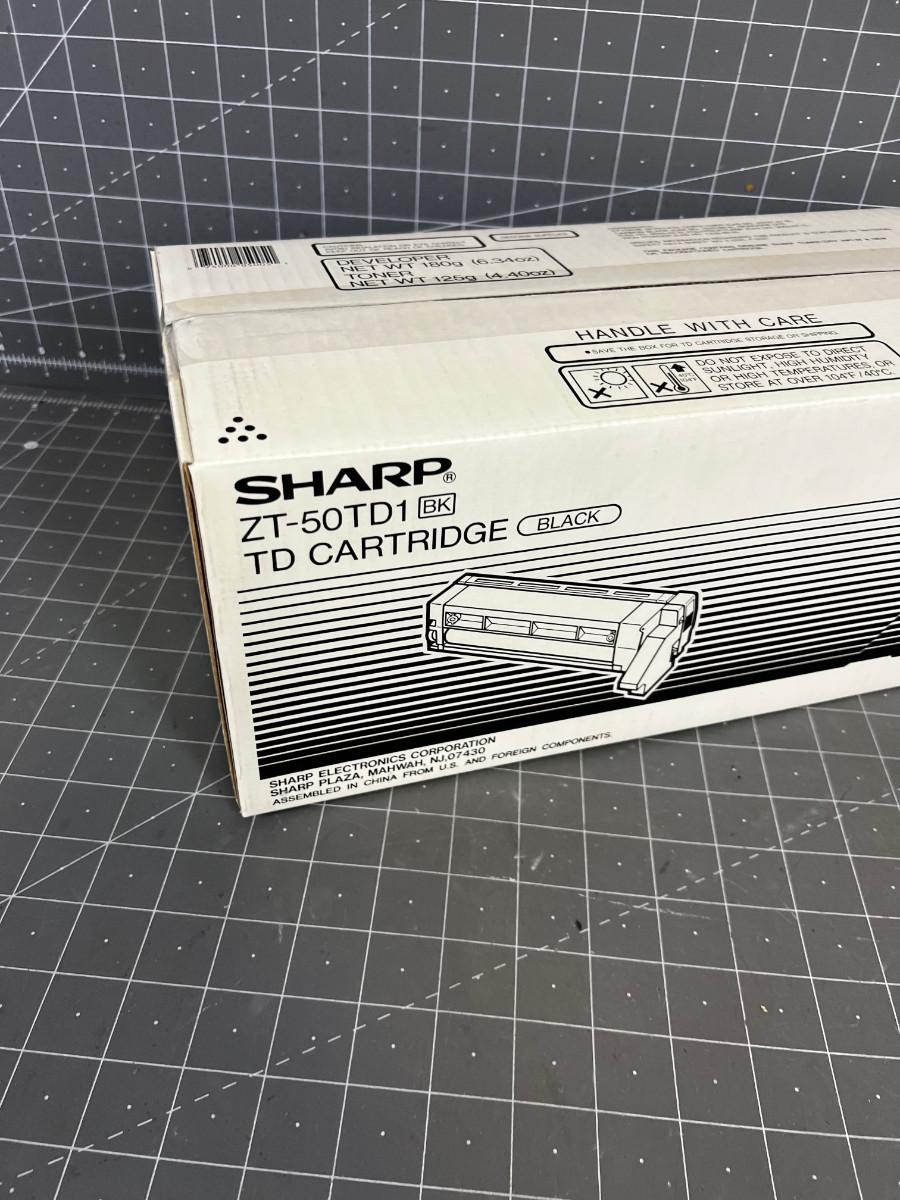 DEVELOPER
NET WT 180g (6.34oz)
TONER
NET WT 125g (4.40oz)
HANDLE WITH CARE
•SAVE THE BOX FOR TD CARTRIDGE STORAGE OR SHIPPING.
DO NOT EXPOSE TO DIRECT
SUNLIGHT, HIGH HUMIDITY
OR HIGH TEMPERATURES, OR
STORE AT OVER 104°F/40°C.
SHARP®
ZT-50TD1 BK
TD CARTRIDGE BLACK
SHARP ELECTRONICS CORPORATION
SHARP PLAZA, MAHWAH, NJ,07430
ASSEMBLED IN CHINA FROM U.S. AND FOREIGN COMPONENTS.